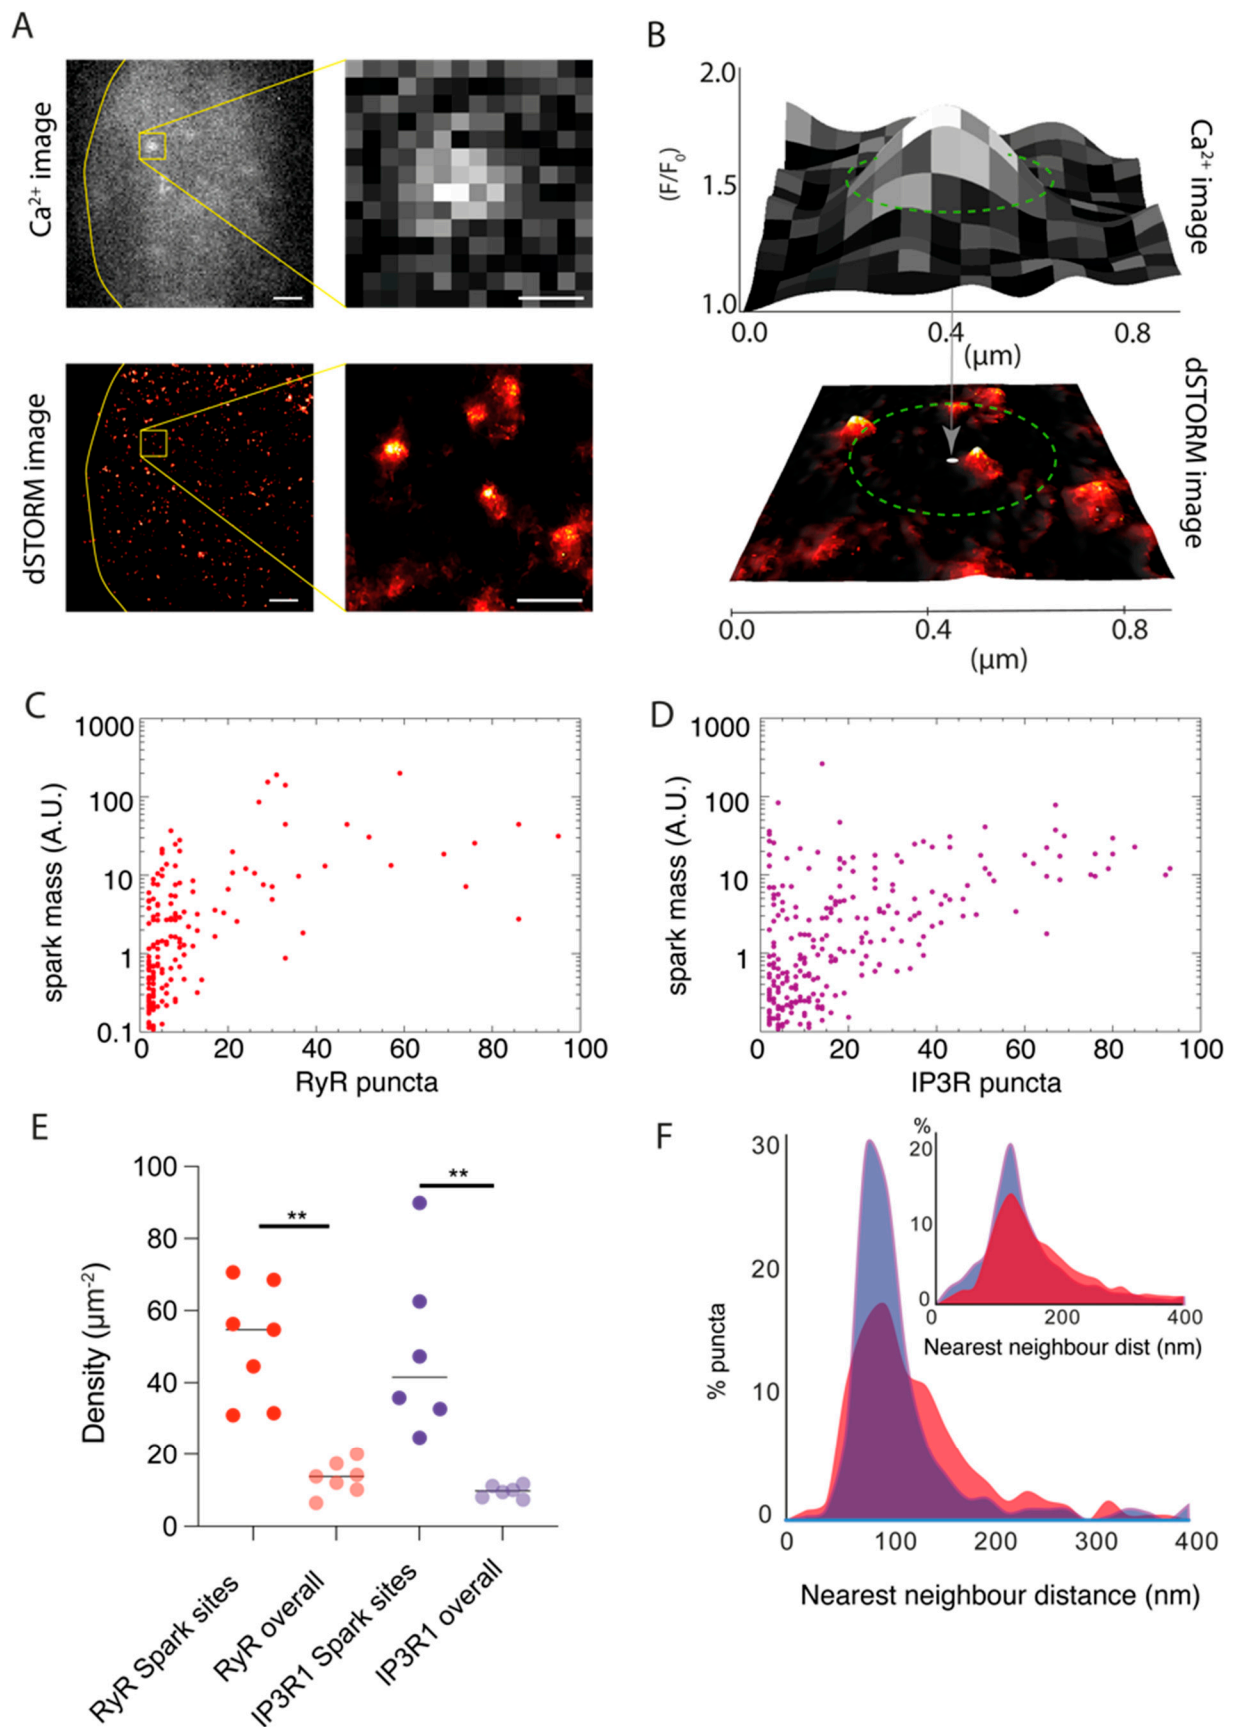 A
Ca²⁺ image
dSTORM image
B
2.0
1.5
1.0
(F/F₀)
0.0
0.4
0.8
(µm)
Ca²⁺ image
dSTORM image
0.0
0.4
0.8
(µm)
C
1000
100
10
1
0.1
spark mass (A.U.)
0
20
40
60
80
100
RyR puncta
D
1000
100
10
1
spark mass (A.U.)
0
20
40
60
80
100
IP3R puncta
E
100
80
60
40
20
0
Density (µm⁻²)
**
**
RyR Spark sites
RyR overall
IP3R1 Spark sites
IP3R1 overall
F
30
20
10
0
% puncta
0
100
200
300
400
Nearest neighbour distance (nm)
%
20
10
0
0
200
400
Nearest neighbour dist (nm)